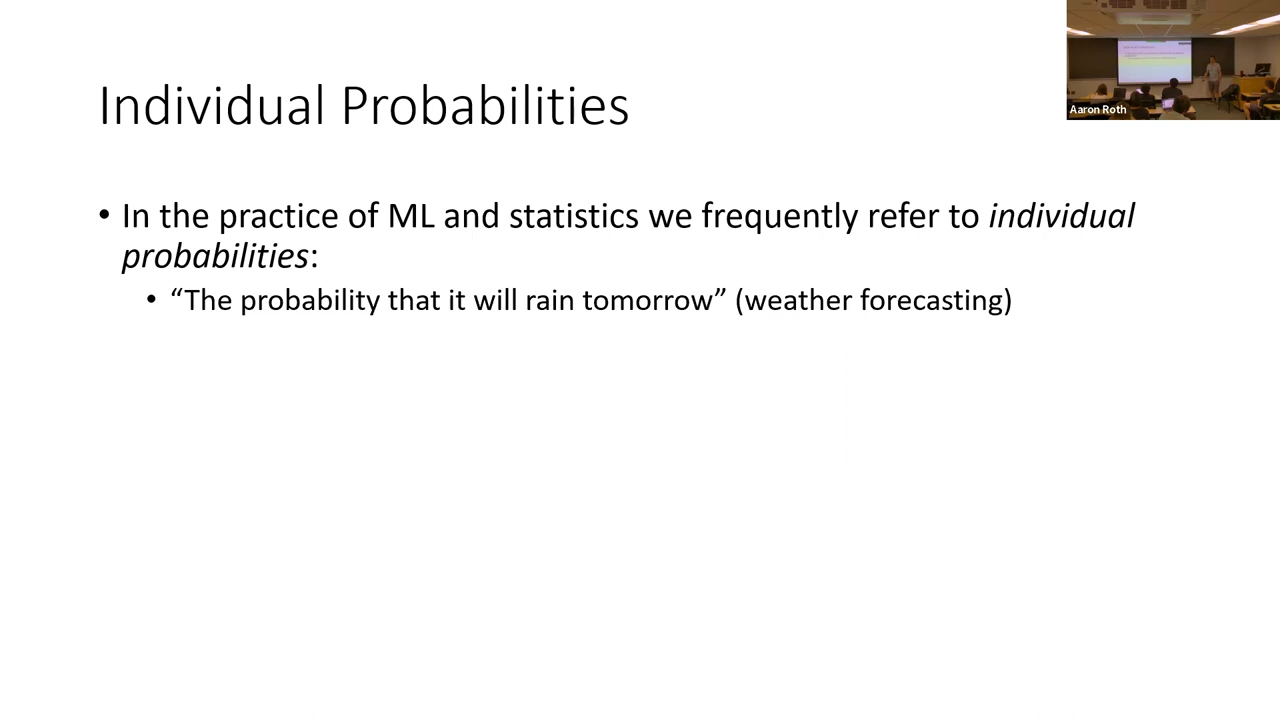 Individual Probabilities
Aaron Roth
• In the practice of ML and statistics we frequently refer to individual
probabilities:
• “The probability that it will rain tomorrow” (weather forecasting)